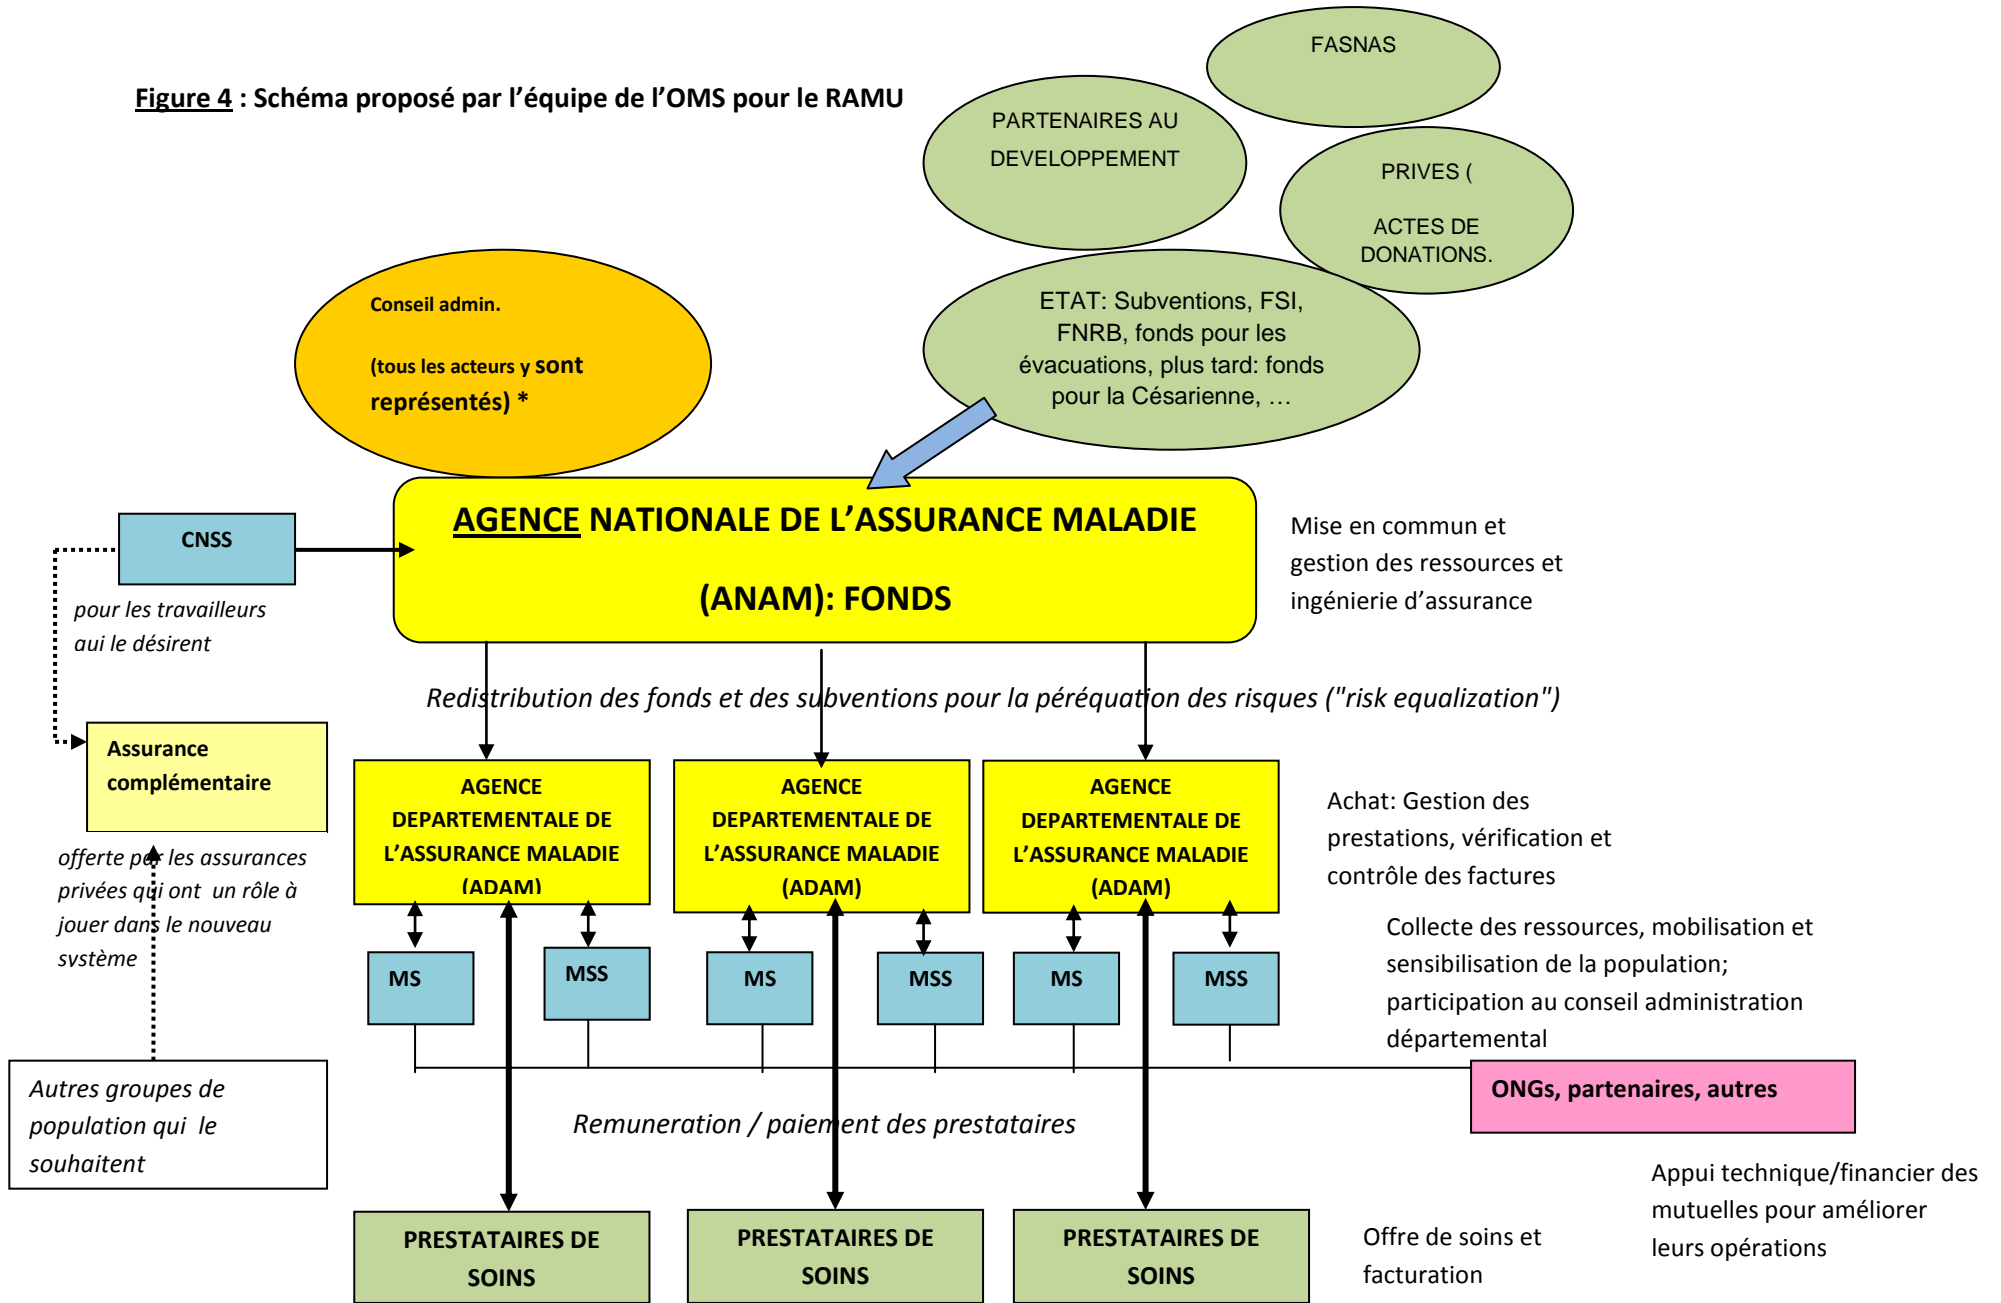 Figure 4 : Schéma proposé par l'équipe de l'OMS pour le RAMU
FASNAS
PARTENAIRES AU
DEVELOPPEMENT
PRIVES (
ACTES DE
DONATIONS.
Conseil admin.
(tous les acteurs y sont
représentés) *
ETAT: Subventions, FSI,
FNRB, fonds pour les
évacuations, plus tard: fonds
pour la Césarienne, …
AGENCE NATIONALE DE L'ASSURANCE MALADIE
(ANAM): FONDS
CNSS
pour les travailleurs
qui le désirent
Mise en commun et
gestion des ressources et
ingénierie d'assurance
Redistribution des fonds et des subventions pour la péréquation des risques ("risk equalization")
Assurance
complémentaire
offerte par les assurances
privées qui ont un rôle à
jouer dans le nouveau
système
AGENCE
DEPARTEMENTALE DE
L'ASSURANCE MALADIE
(ADAM)
AGENCE
DEPARTEMENTALE DE
L'ASSURANCE MALADIE
(ADAM)
AGENCE
DEPARTEMENTALE DE
L'ASSURANCE MALADIE
(ADAM)
Achat: Gestion des
prestations, vérification et
contrôle des factures
MS
MSS
MS
MSS
MS
MSS
Collecte des ressources, mobilisation et
sensibilisation de la population;
participation au conseil administration
départemental
Autres groupes de
population qui le
souhaitent
ONGs, partenaires, autres
Remuneration / paiement des prestataires
Appui technique/financier des
mutuelles pour améliorer
leurs opérations
PRESTATAIRES DE
SOINS
PRESTATAIRES DE
SOINS
PRESTATAIRES DE
SOINS
Offre de soins et
facturation